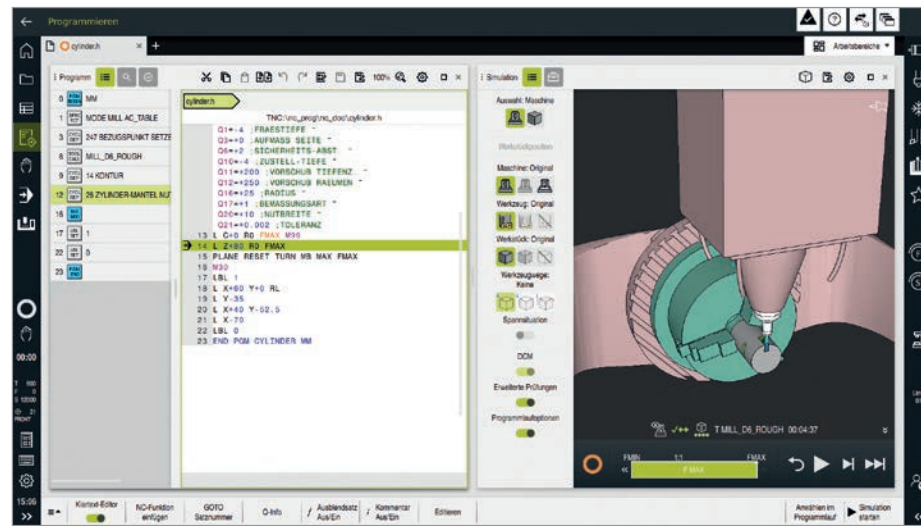 Programmieren
cylinder.h
Arbeitsbereiche
Programm
100%
Simulation
0 MM
1 MODE MILL AC_TABLE
3 247 BEZUGSPUNKT SETZE
6 MILL_D6_ROUGH
9 14 KONTUR
12 28 ZYLINDER-MANTEL NUT
16
17 1
22 0
23
cylinder.h
TNC:\nc_prog\nc_doc\cylinder.h
Q1=-4 ;FRAESTIEFE ~
Q3=+0 ;AUFMASS SEITE ~
Q6=+2 ;SICHERHEITS-ABST. ~
Q10=-4 ;ZUSTELL-TIEFE ~
Q11=+200 ;VORSCHUB TIEFENZ. ~
Q12=+250 ;VORSCHUB RAEUMEN ~
Q16=+25 ;RADIUS ~
Q17=+1 ;BEMASSUNGSART ~
Q20=+10 ;NUTBREITE ~
Q21=+0.002 ;TOLERANZ
13 L C+0 R0 FMAX M99
14 L Z+80 R0 FMAX
15 PLANE RESET TURN MB MAX FMAX
16 M30
17 LBL 1
18 L X+60 Y+0 RL
19 L Y-35
20 L X+40 Y-52.5
21 L X-70
22 LBL 0
23 END PGM CYLINDER MM
Auswahl: Maschine
Werkstückposition
Maschine: Original
Werkzeug: Original
Werkstück: Original
Werkzeugwege:
Keine
Spannsituation
DCM
Erweiterte Prüfungen
Programmlaufoptionen
T MILL_D6_ROUGH 00:04:37
FMIN 1:1 FMAX
F MAX
00:00
S 12000
15:06
Klartext-Editor
NC-Funktion
einfügen
GOTO
Satznummer
Q-Info
/ Ausblendsatz
Aus/Ein
; Kommentar
Aus/Ein
Editieren
Anwählen im
Programmlauf
Simulation
starten